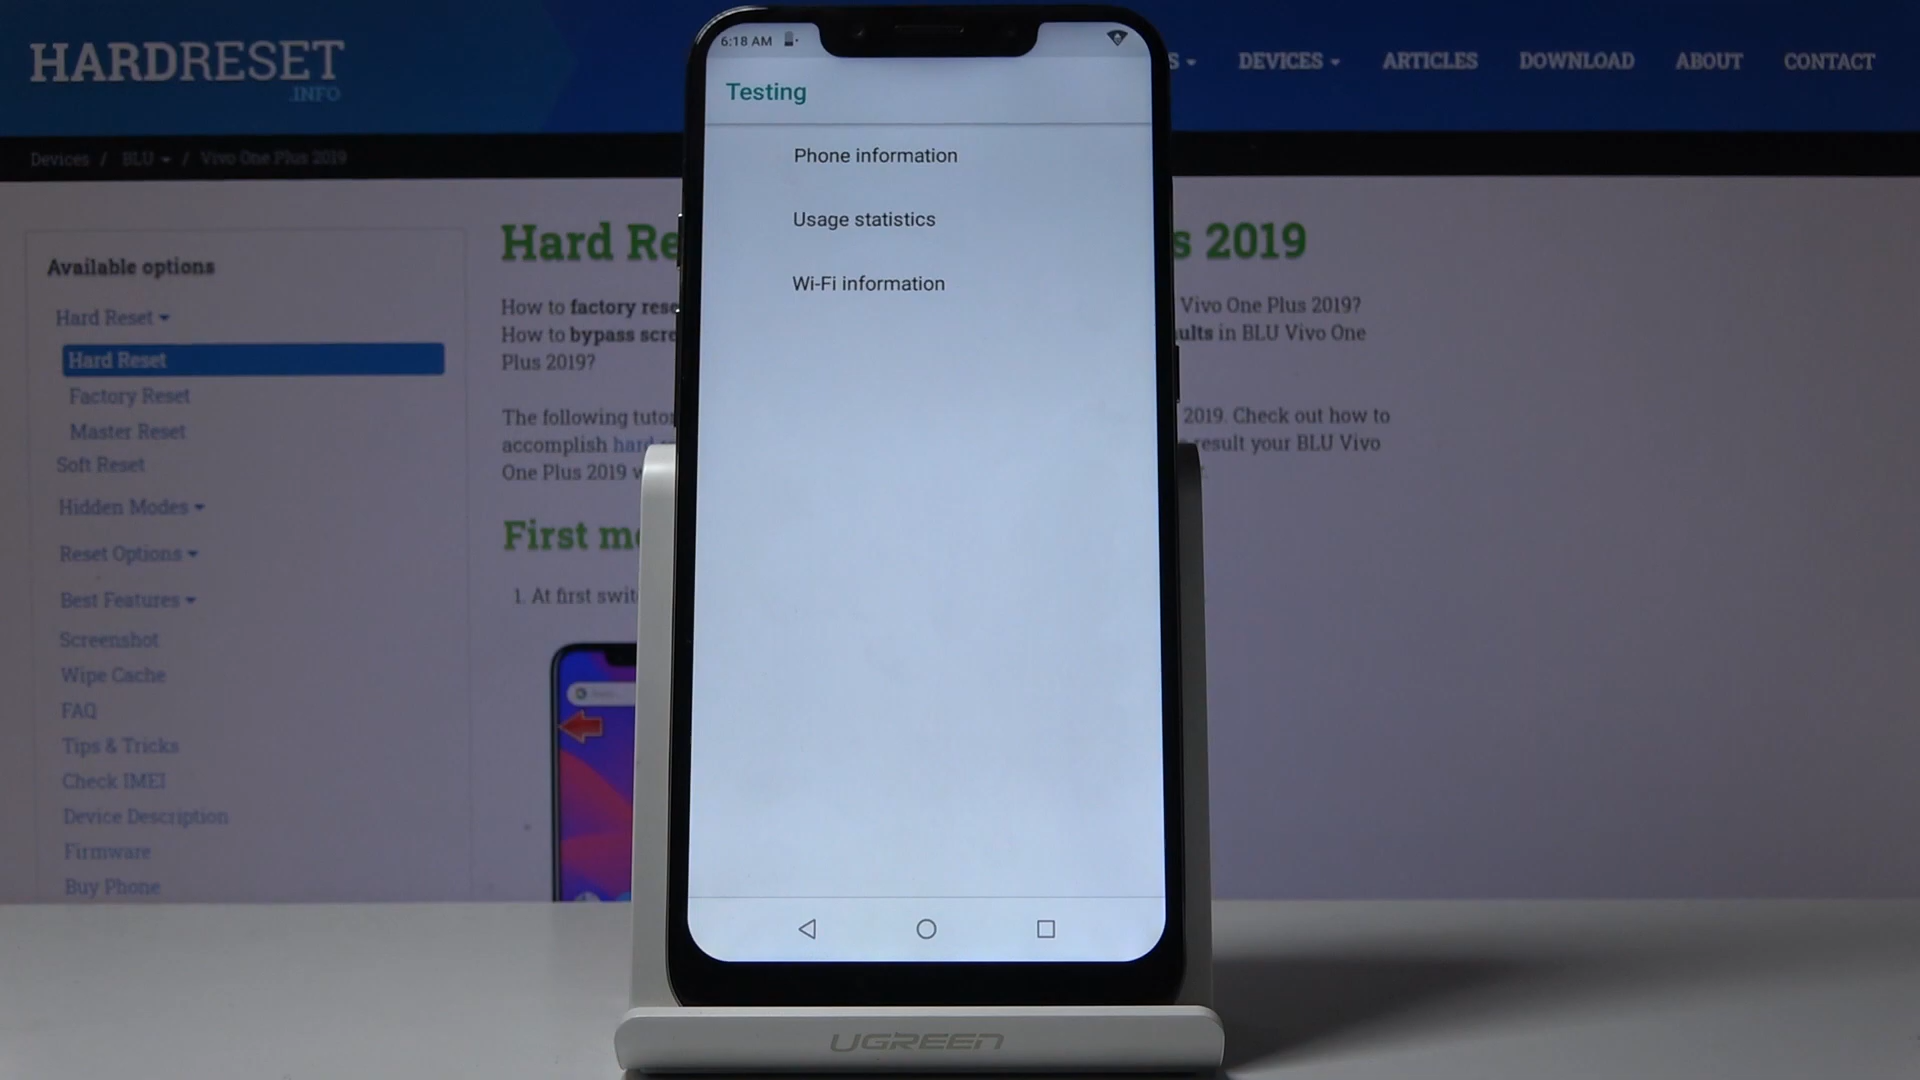 HARDRESET
.INFO
S
DEVICES
ARTICLES
DOWNLOAD
ABOUT
CONTACT
Devices / BLU / Vivo One Plus 2019
Available options
Hard Reset
Hard Reset
Factory Reset
Master Reset
Soft Reset
Hidden Modes
Reset Options
Best Features
Screenshot
Wipe Cache
FAQ
Tips & Tricks
Check IMEI
Device Description
Firmware
Buy Phone
Hard Re s 2019
How to factory rese Vivo One Plus 2019?
How to bypass scre ults in BLU Vivo One
Plus 2019?
The following tutor 2019. Check out how to
accomplish hard result your BLU Vivo
One Plus 2019 w
First me
1. At first swit
6:18 AM
Testing
Phone information
Usage statistics
Wi-Fi information
UGREEN